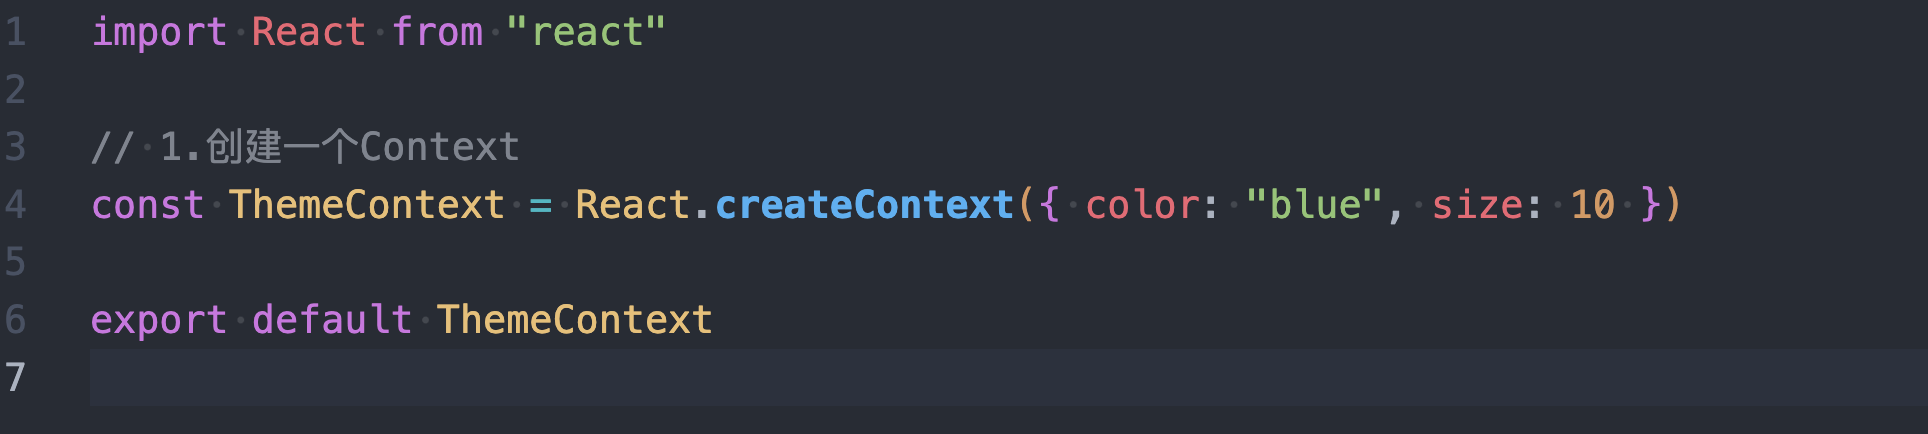 1 import React from "react"
2
3 // 1.创建一个Context
4 const ThemeContext = React.createContext({ color: "blue", size: 10 })
5
6 export default ThemeContext
7